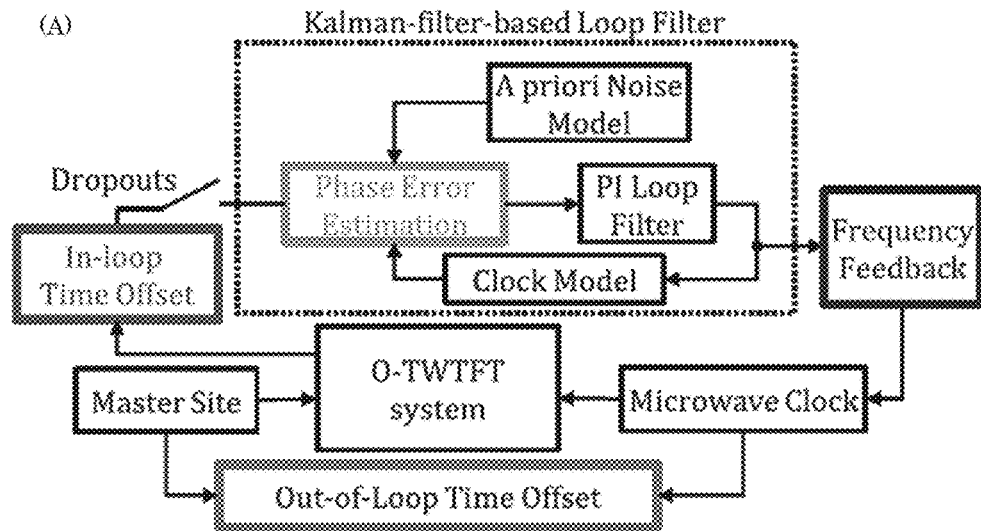 (A)
Kalman-filter-based Loop Filter
A priori Noise
Model
Dropouts
Phase Error
Estimation
PI Loop
Filter
In-loop
Time Offset
Clock Model
Frequency
Feedback
O-TWTFT
system
Master Site
Microwave Clock
Out-of-Loop Time Offset